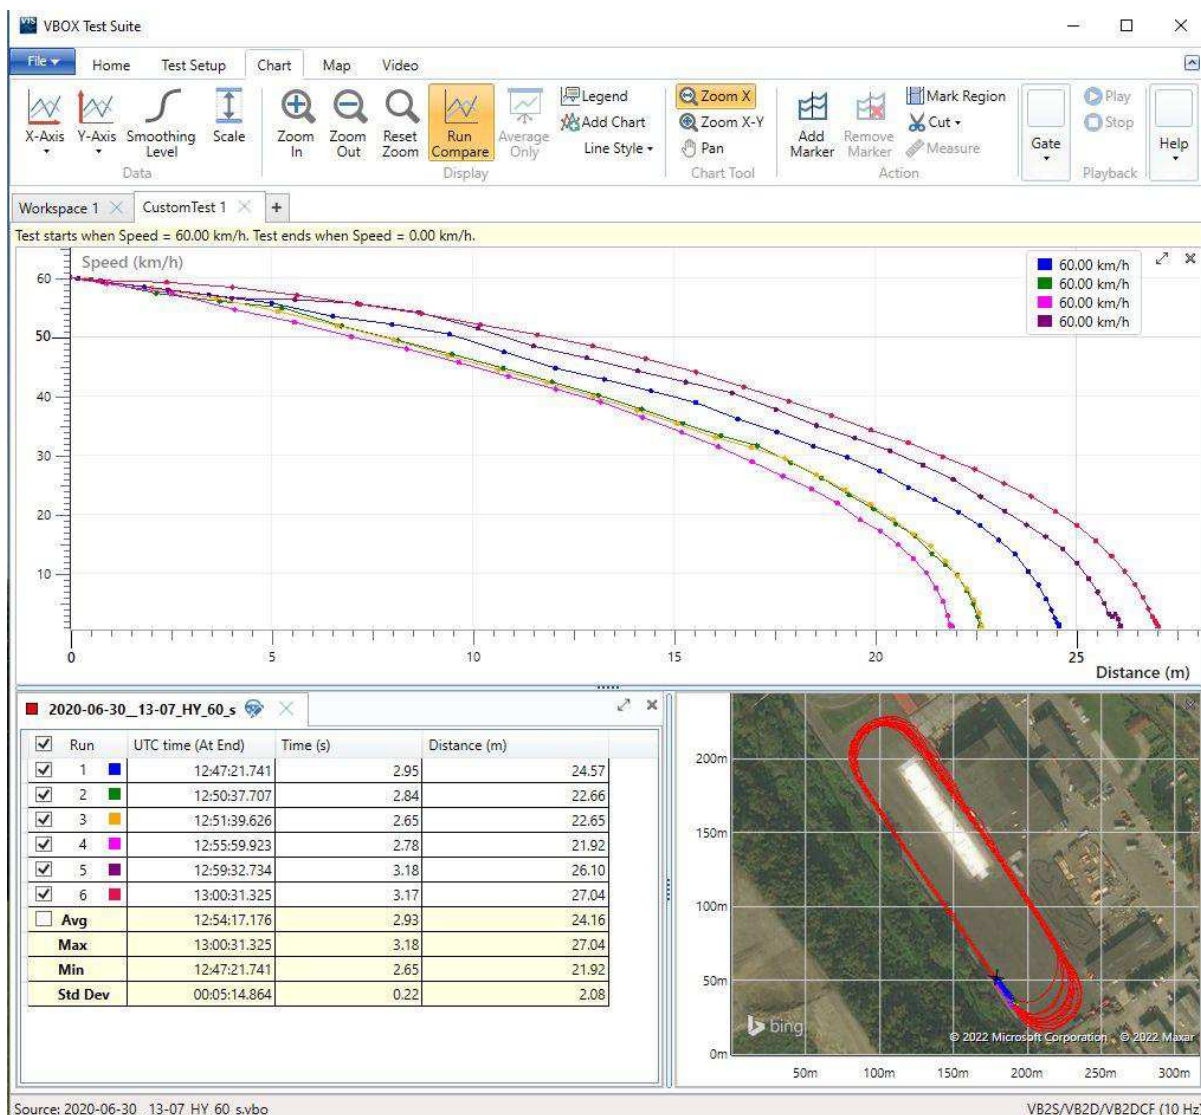 VBOX Test Suite
File Home Test Setup Chart Map Video
X-Axis Y-Axis Smoothing Level Scale Zoom In Zoom Out Reset Zoom Run Compare Average Only Legend Add Chart Line Style Zoom X Zoom X-Y Pan Add Marker Remove Marker Mark Region Cut Measure Gate Play Stop Help
Data Display Chart Tool Action Playback
Workspace 1 CustomTest 1 +
Test starts when Speed = 60.00 km/h. Test ends when Speed = 0.00 km/h.
Speed (km/h)
60.00 km/h
60.00 km/h
60.00 km/h
60.00 km/h
60
50
40
30
20
10
0 5 10 15 20 25
Distance (m)
2020-06-30__13-07_HY_60_s
Run UTC time (At End) Time (s) Distance (m)
1 12:47:21.741 2.95 24.57
2 12:50:37.707 2.84 22.66
3 12:51:39.626 2.65 22.65
4 12:55:59.923 2.78 21.92
5 12:59:32.734 3.18 26.10
6 13:00:31.325 3.17 27.04
Avg 12:54:17.176 2.93 24.16
Max 13:00:31.325 3.18 27.04
Min 12:47:21.741 2.65 21.92
Std Dev 00:05:14.864 0.22 2.08
200m
150m
100m
50m
0m
bing
© 2022 Microsoft Corporation © 2022 Maxar
50m 100m 150m 200m 250m 300m
Source: 2020-06-30__13-07_HY_60_s.vbo VB2S/VB2D/VB2DCF (10 Hz